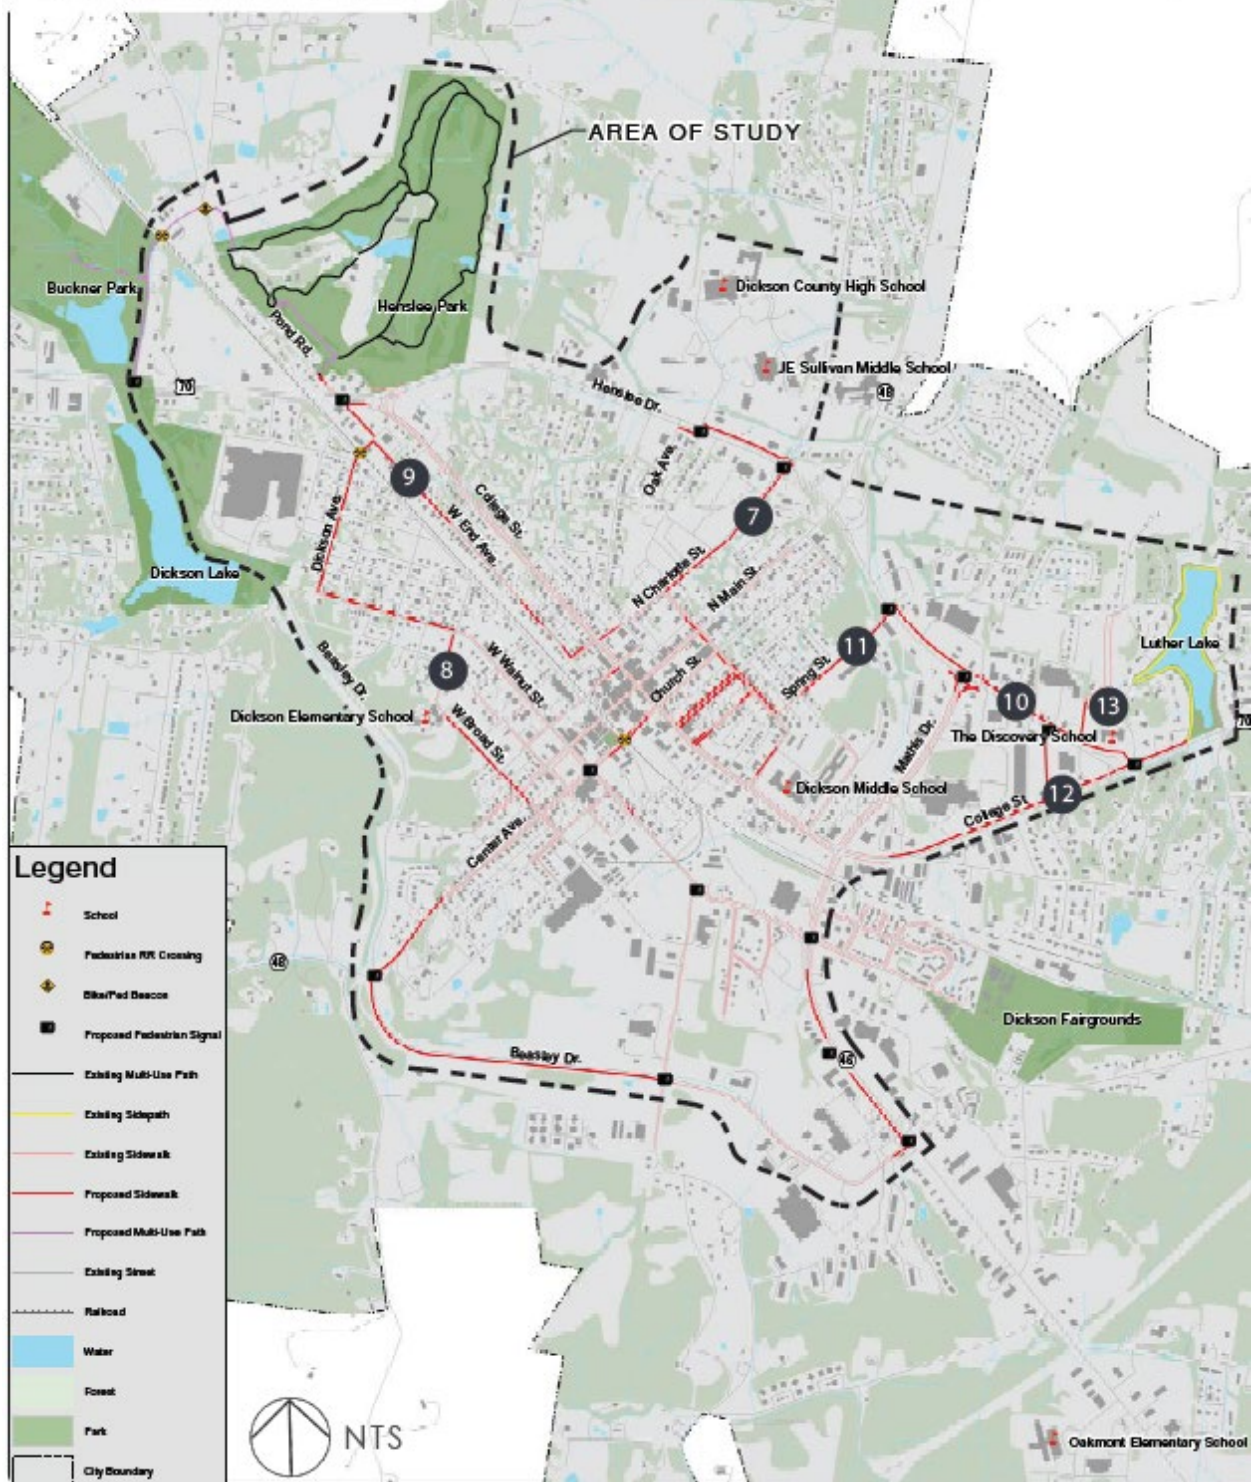 AREA OF STUDY
Buckner Park
Henslee Park
Dickson County High School
Pond Rd.
70
JE Sullivan Middle School
48
Henslee Dr.
Oak Ave.
9
College St.
W End Ave.
7
Dickson Ave.
Dickson Lake
N Charlotte St.
N Main St.
Luther Lake
Beasley Dr.
8
W Walnut St.
11
Spring St.
Church St.
Dickson Elementary School
W Broad St.
10
13
70
The Discovery School
Mathis Dr.
Dickson Middle School
12
College St.
Center Ave.
48
Dickson Fairgrounds
Beasley Dr.
46
Legend
School
Pedestrian RR Crossing
Bike/Ped Beacon
Proposed Pedestrian Signal
Existing Multi-Use Path
Existing Sidepath
Existing Sidewalk
Proposed Sidewalk
Proposed Multi-Use Path
Existing Street
Railroad
Water
Forest
Park
City Boundary
NTS
Oakmont Elementary School